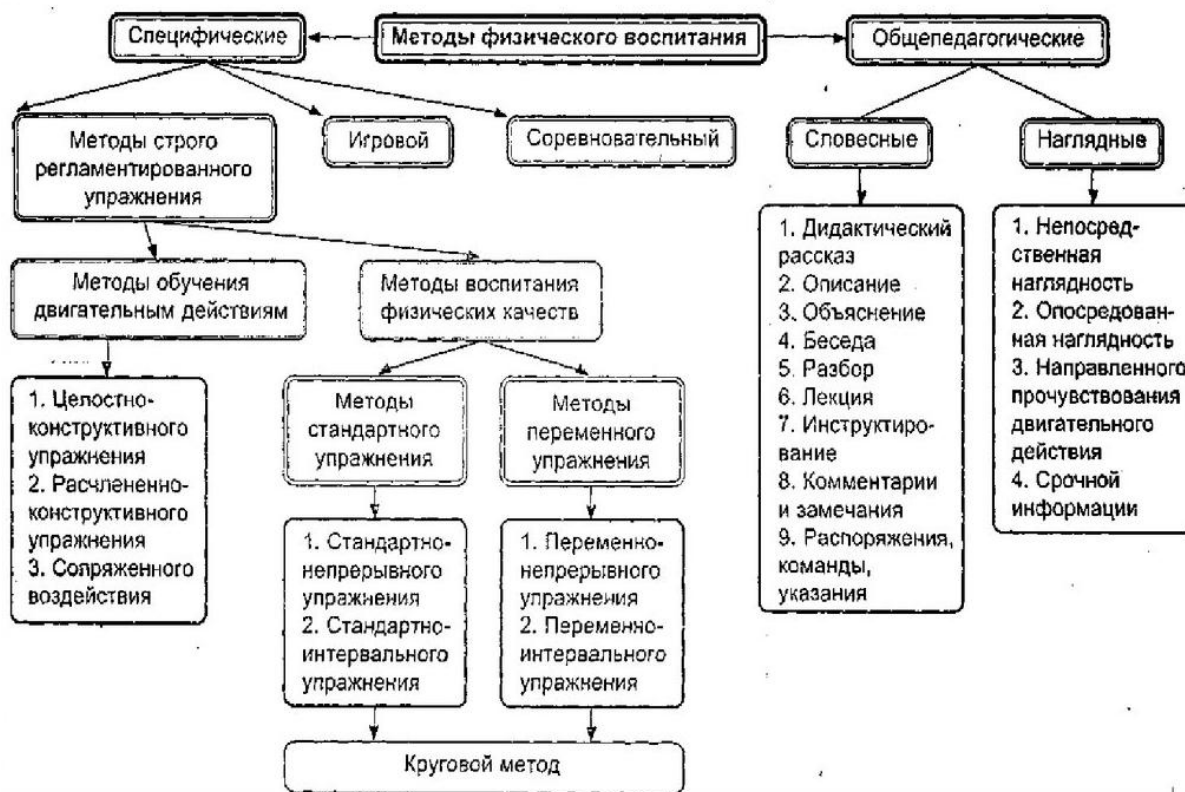 Специфические
Методы физического воспитания
Общепедагогические
Методы строго
регламентированного
упражнения
Игровой
Соревновательный
Словесные
Наглядные
Методы обучения
двигательным действиям
Методы воспитания
физических качеств
1. Целостно-
конструктивного
упражнения
2. Расчлененно-
конструктивного
упражнения
3. Сопряженного
воздействия
Методы
стандартного
упражнения
Методы
переменного
упражнения
1. Стандартно-
непрерывного
упражнения
2. Стандартно-
интервального
упражнения
1. Переменно-
непрерывного
упражнения
2. Переменно-
интервального
упражнения
Круговой метод
1. Дидактический
рассказ
2. Описание
3. Объяснение
4. Беседа
5. Разбор
6. Лекция
7. Инструктиро-
вание
8. Комментарии
и замечания
9. Распоряжения,
команды,
указания
1. Непосред-
ственная
наглядность
2. Опосредован-
ная наглядность
3. Направленного
прочувствования
двигательного
действия
4. Срочной
информации